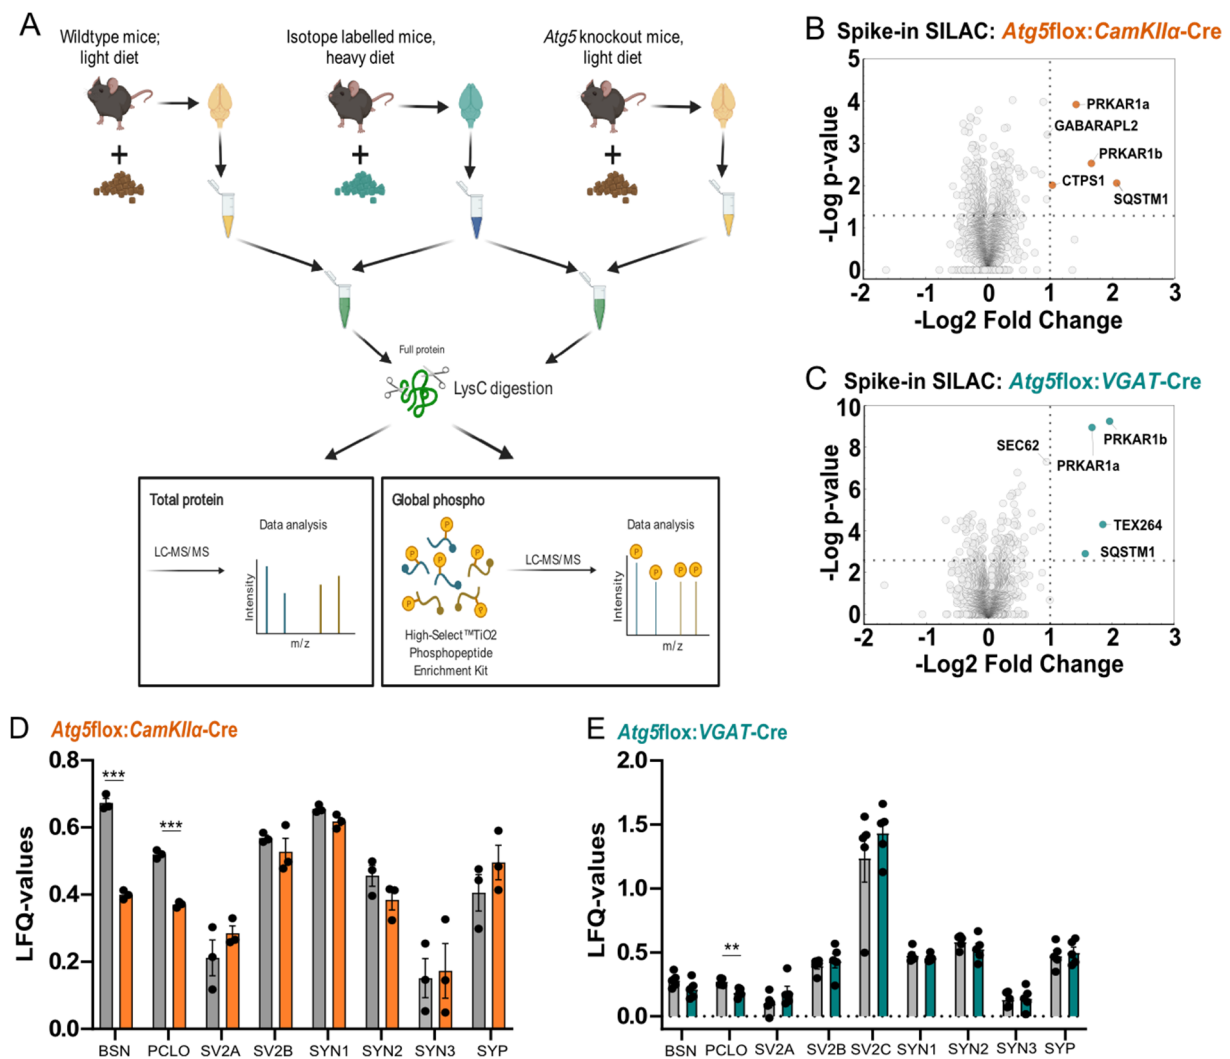 A
Wildtype mice;
light diet
Isotope labelled mice,
heavy diet
Atg5 knockout mice,
light diet
+
+
+
Full protein
LysC digestion
Total protein
LC-MS/MS
Data analysis
Intensity
m/z
Global phospho
P
P
P
P
P
P
High-Select™TiO2
Phosphopeptide
Enrichment Kit
LC-MS/MS
Data analysis
P
P
P
P
Intensity
m/z
B
Spike-in SILAC: Atg5flox:CamKIIα-Cre
5
4
3
2
1
0
-Log p-value
PRKAR1a
GABARAPL2
PRKAR1b
CTPS1
SQSTM1
-2 -1 0 1 2 3
-Log2 Fold Change
C
Spike-in SILAC: Atg5flox:VGAT-Cre
10
8
6
4
2
0
-Log p-value
SEC62
PRKAR1b
PRKAR1a
TEX264
SQSTM1
-2 -1 0 1 2 3
-Log2 Fold Change
D
Atg5flox:CamKIIα-Cre
0.8
0.6
0.4
0.2
0.0
LFQ-values
***
***
BSN PCLO SV2A SV2B SYN1 SYN2 SYN3 SYP
E
Atg5flox:VGAT-Cre
2.0
1.5
1.0
0.5
0.0
LFQ-values
**
BSN PCLO SV2A SV2B SV2C SYN1 SYN2 SYN3 SYP